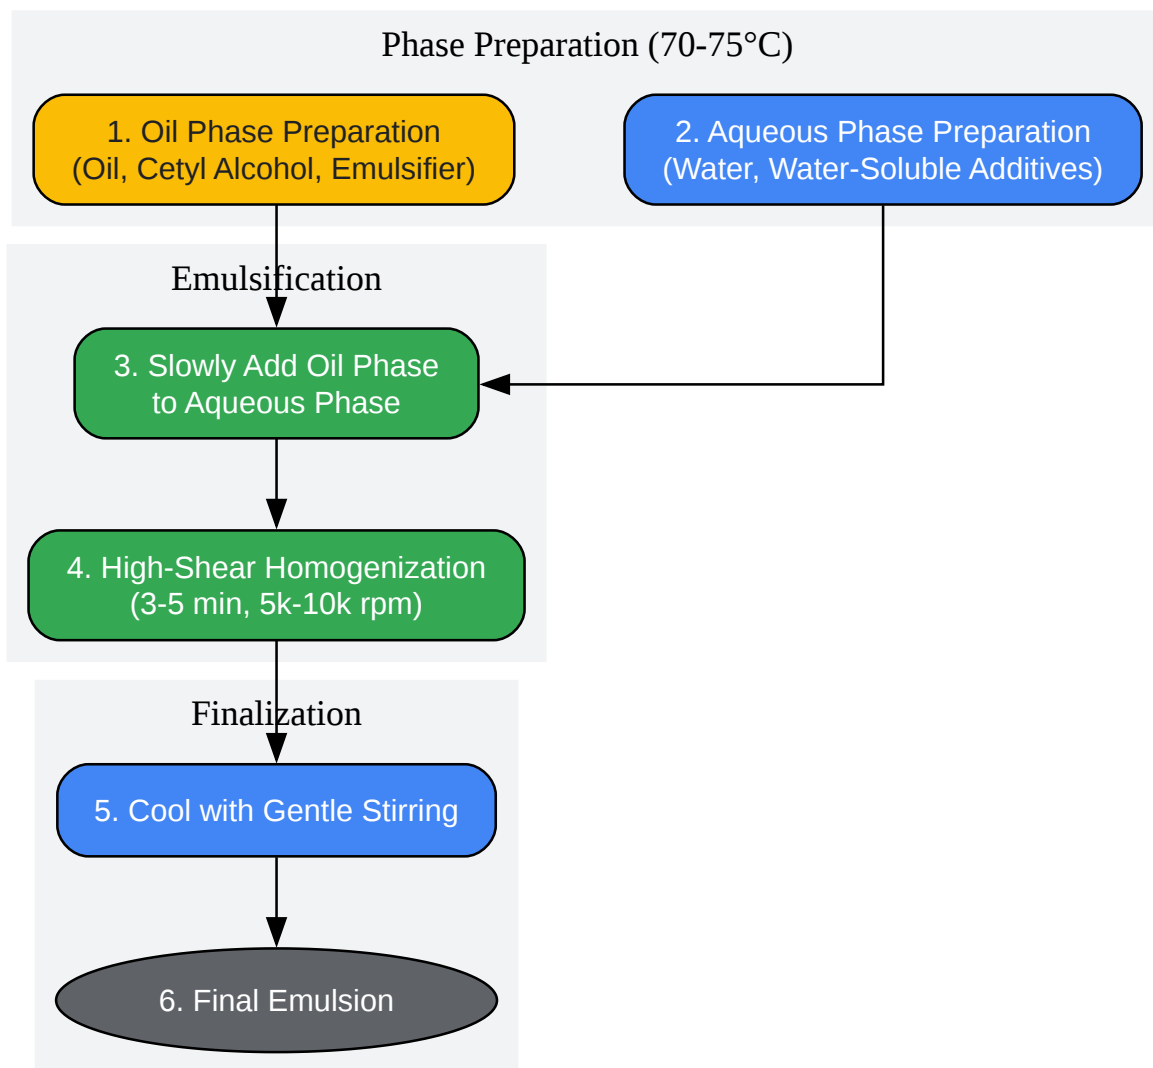 Phase Preparation (70-75°C)
1. Oil Phase Preparation
(Oil, Cetyl Alcohol, Emulsifier)
2. Aqueous Phase Preparation
(Water, Water-Soluble Additives)
Emulsification
3. Slowly Add Oil Phase
to Aqueous Phase
4. High-Shear Homogenization
(3-5 min, 5k-10k rpm)
Finalization
5. Cool with Gentle Stirring
6. Final Emulsion